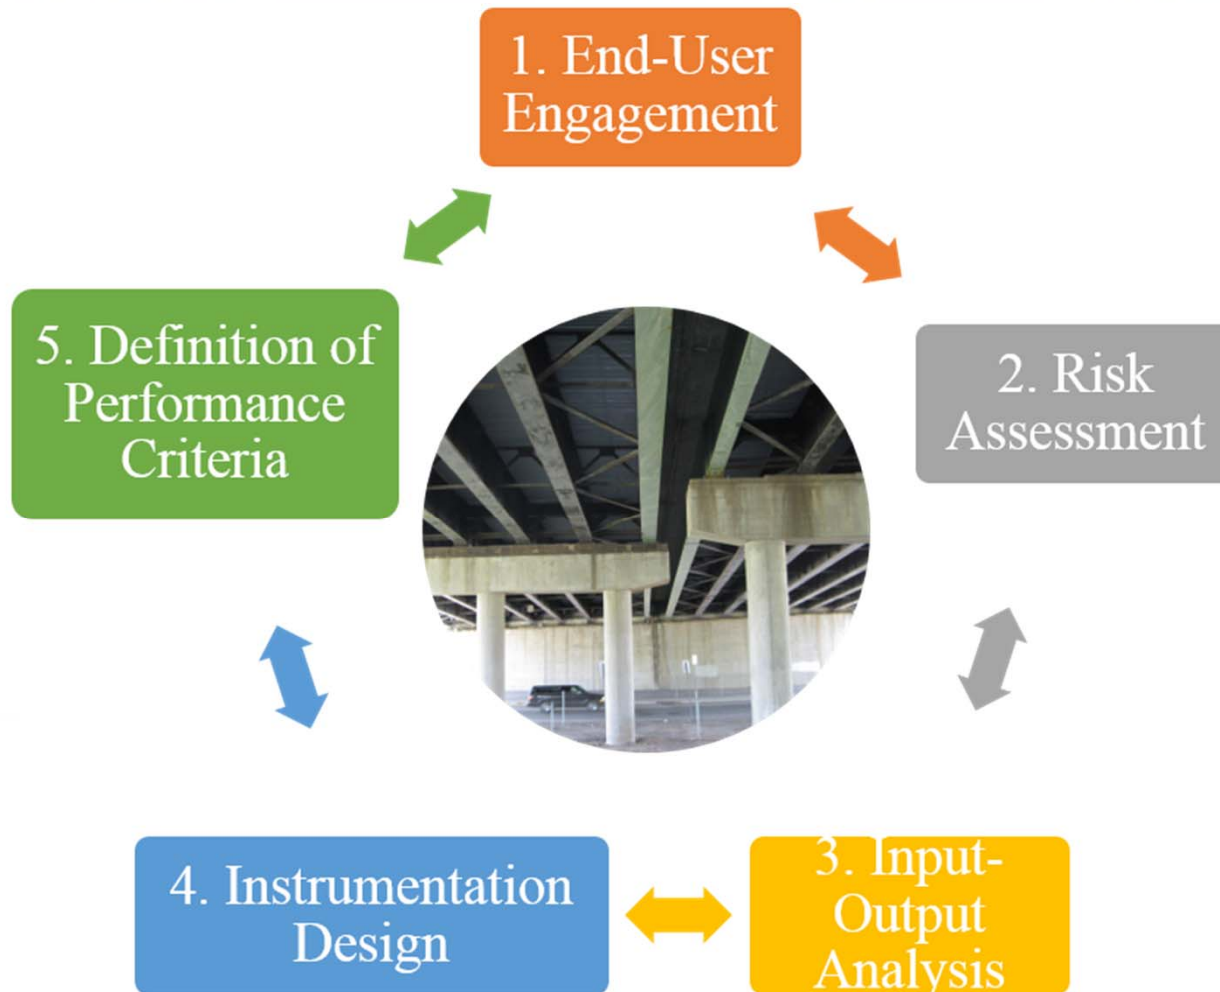 1. End-User
Engagement
2. Risk
Assessment
3. Input-
Output
Analysis
4. Instrumentation
Design
5. Definition of
Performance
Criteria